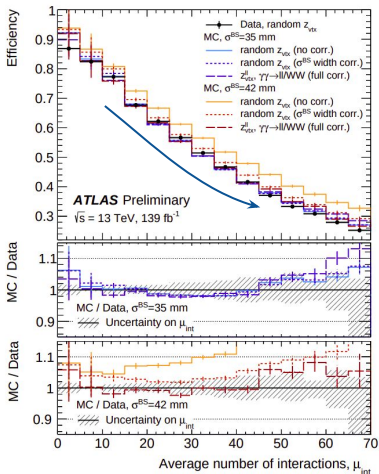 Efficiency
1
0.9
0.8
0.7
0.6
0.5
0.4
0.3
Data, random z_vtx
MC, σ^BS=35 mm
random z_vtx (no corr.)
random z_vtx (σ^BS width corr.)
z^ll_vtx, γγ→ll/WW (full corr.)
MC, σ^BS=42 mm
random z_vtx (no corr.)
random z_vtx (σ^BS width corr.)
z^ll_vtx, γγ→ll/WW (full corr.)
ATLAS Preliminary
√s = 13 TeV, 139 fb⁻¹
MC / Data
1.1
1
0.9
MC / Data, σ^BS=35 mm
Uncertainty on μ_int
MC / Data
1.1
1
0.9
MC / Data, σ^BS=42 mm
Uncertainty on μ_int
0 10 20 30 40 50 60 70
Average number of interactions, μ_int